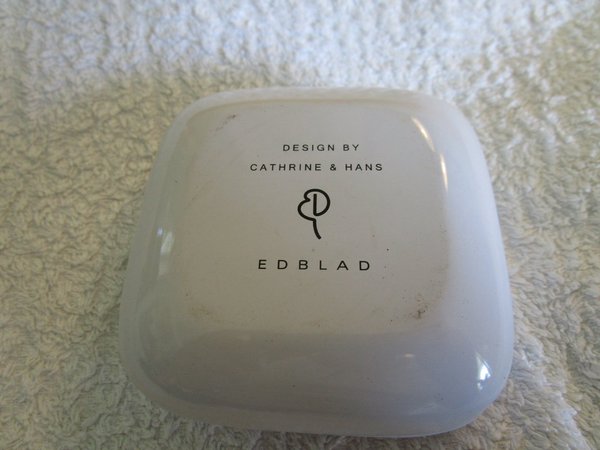 DESIGN BY
CATHRINE & HANS
EDBLAD